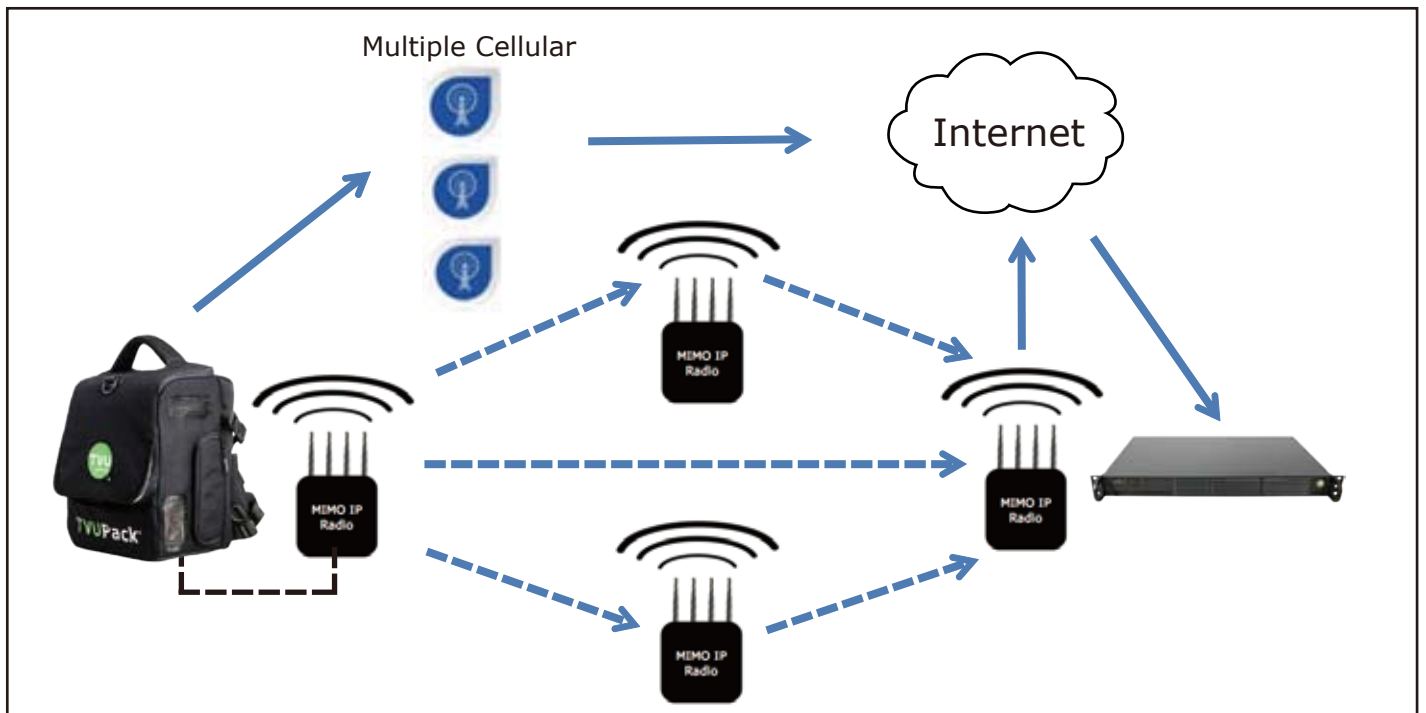 Multiple Cellular
Internet
MIMO IP
Radio
TVU
TVUPack
MIMO IP
Radio
MIMO IP
Radio
MIMO IP
Radio